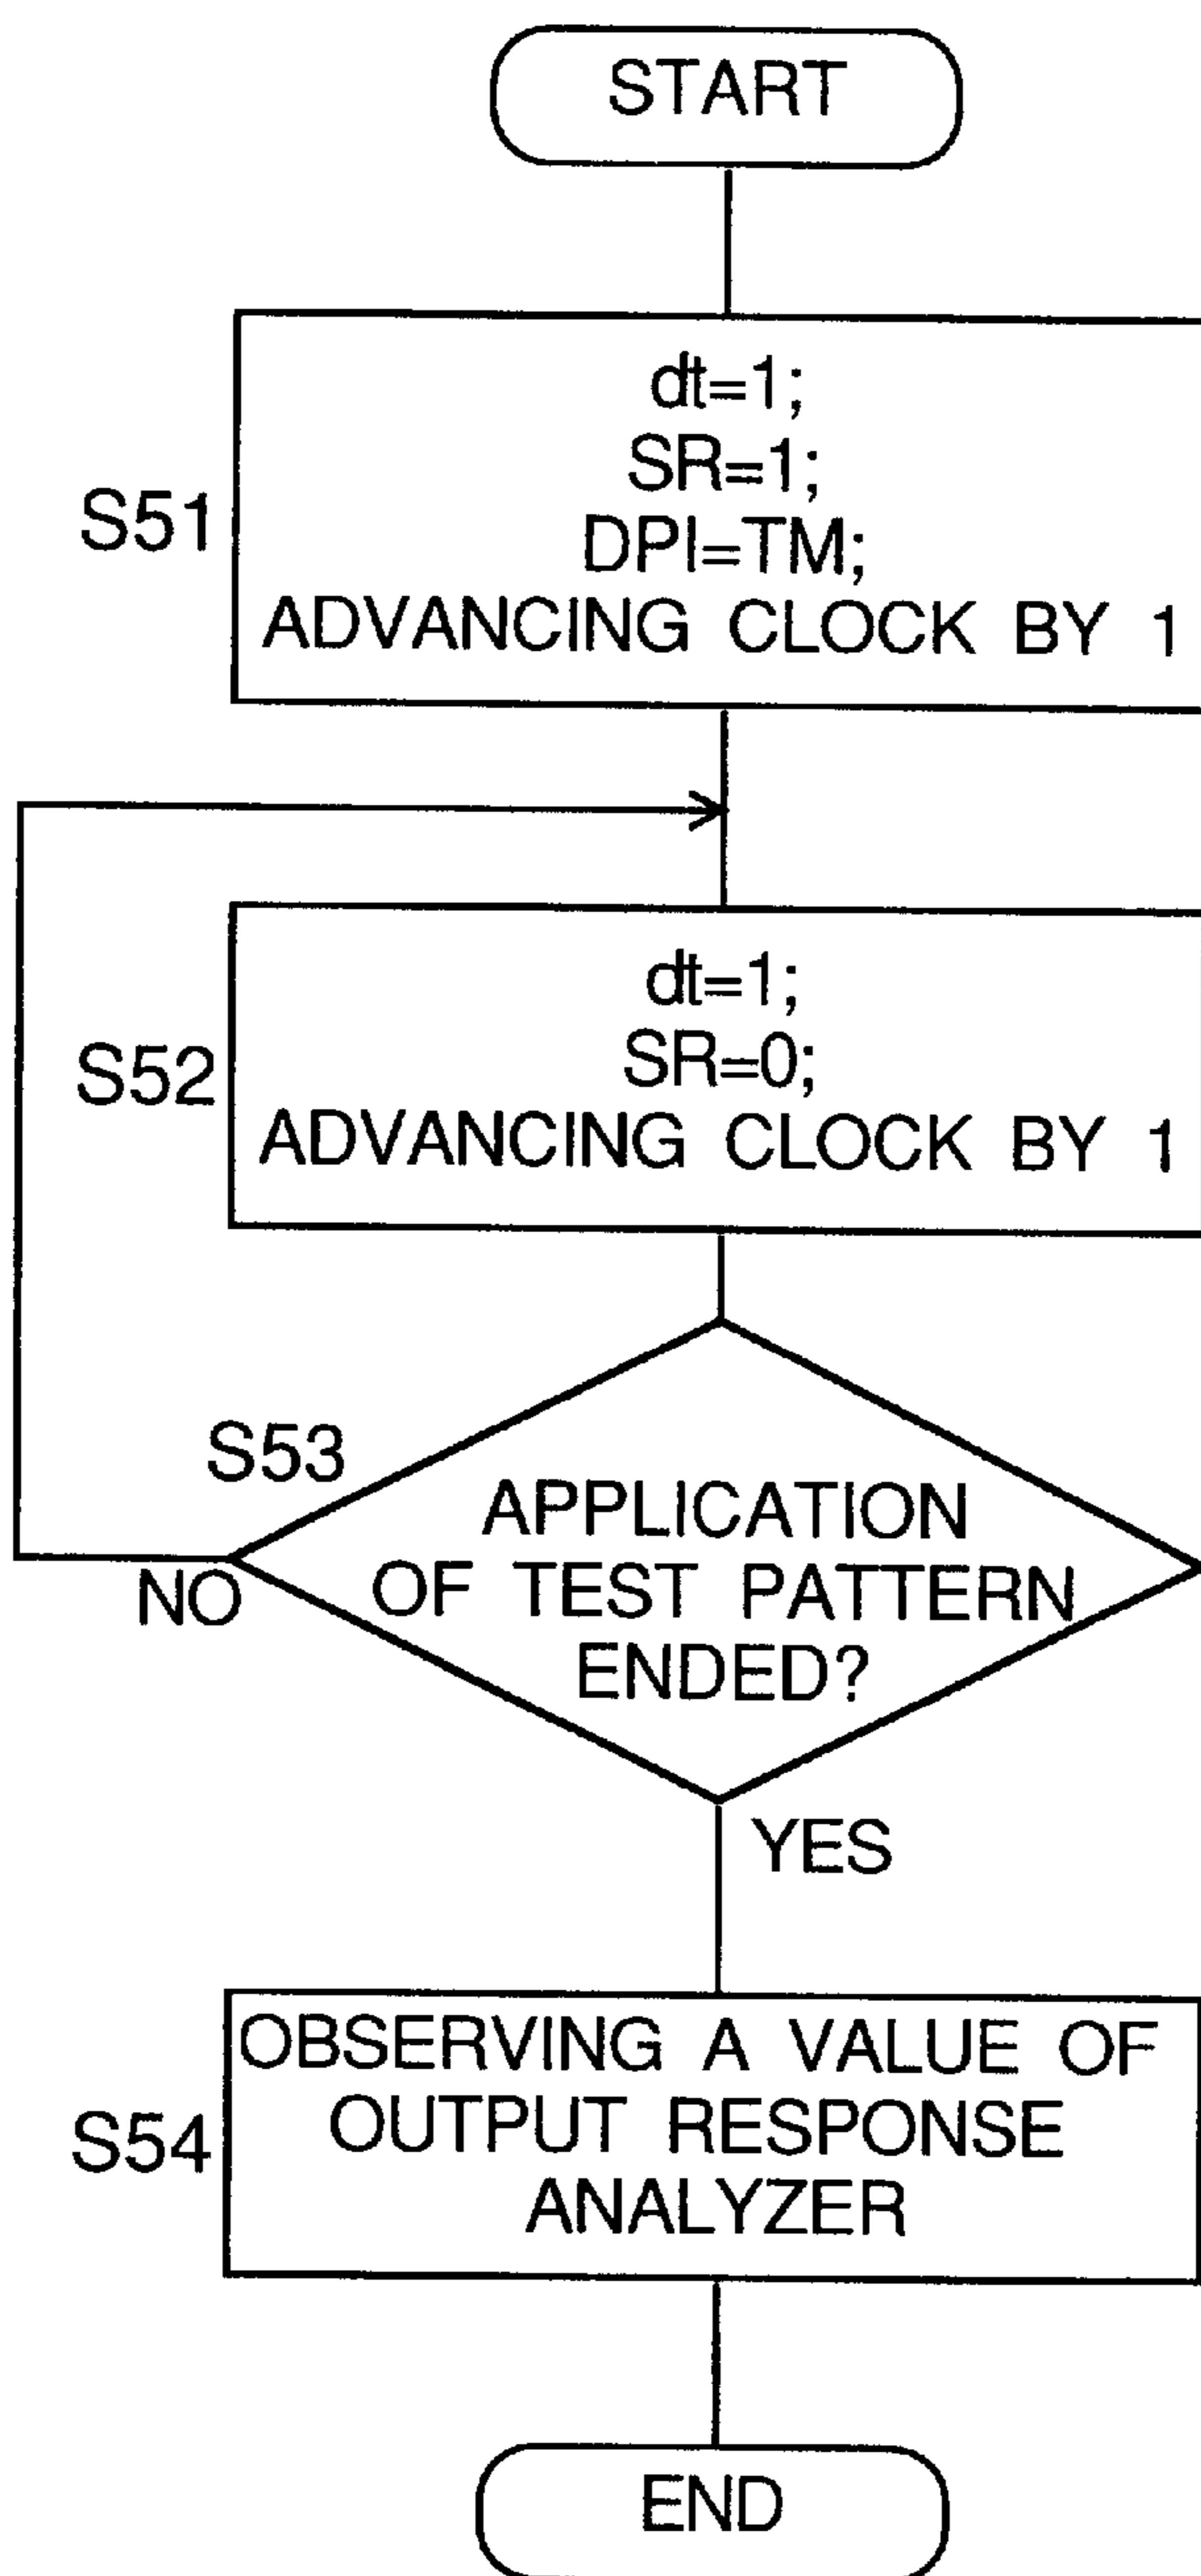 START
S51
dt=1;
SR=1;
DPI=TM;
ADVANCING CLOCK BY 1
S52
dt=1;
SR=0;
ADVANCING CLOCK BY 1
S53
APPLICATION
OF TEST PATTERN
ENDED?
NO
YES
S54
OBSERVING A VALUE OF
OUTPUT RESPONSE
ANALYZER
END